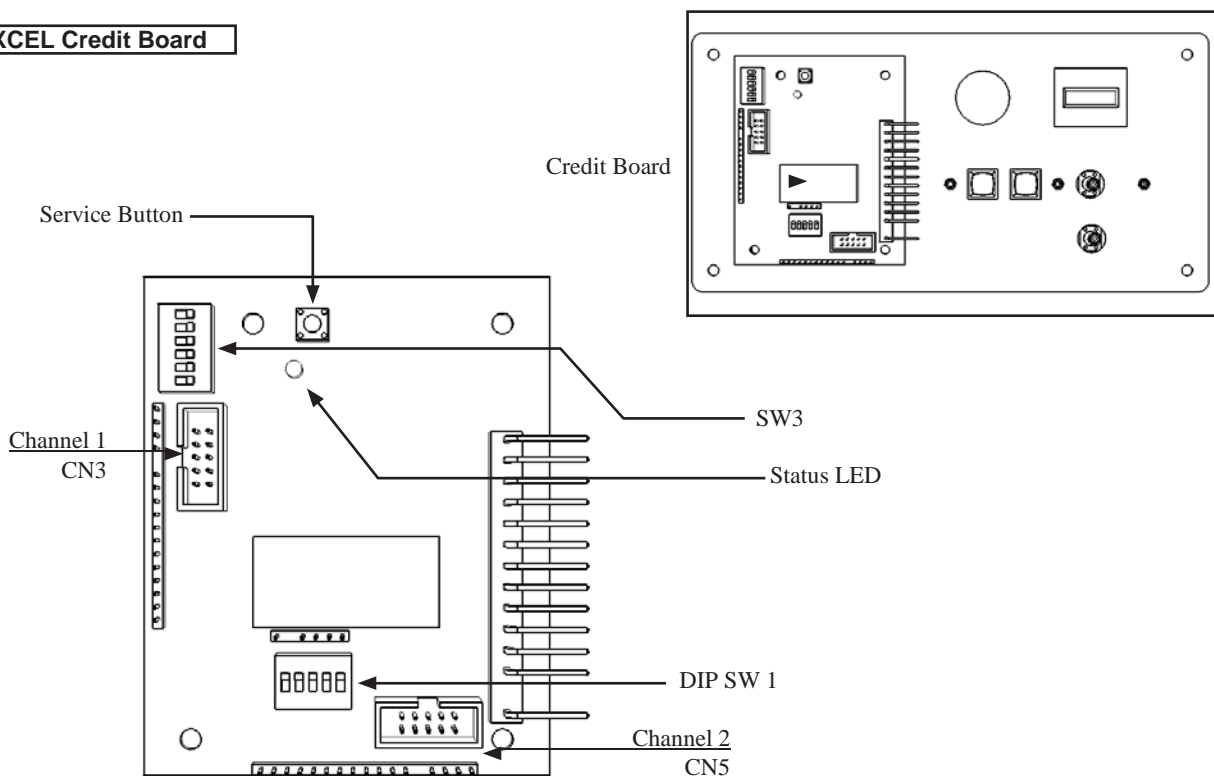 XCEL Credit Board
Credit Board
Service Button
SW3
Channel 1
CN3
Status LED
DIP SW 1
Channel 2
CN5